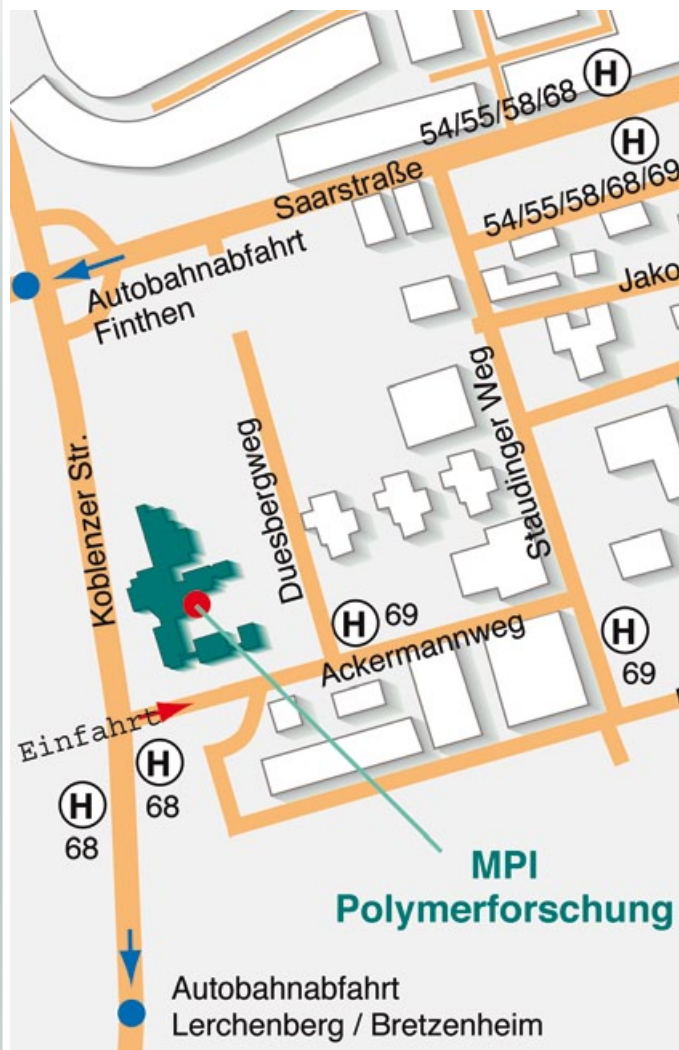 54/55/58/68 H
H
Saarstraße
54/55/58/68/69
Autobahnabfahrt
Finthen
Jako
Koblenzer Str.
Duesbergweg
Staudinger Weg
H 69
Ackermannweg
H
69
Einfahrt
H
68
H
68
MPI
Polymerforschung
Autobahnabfahrt
Lerchenberg / Bretzenheim